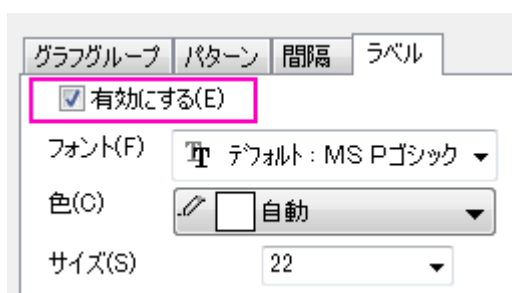 グラフグループ パターン 間隔 ラベル
有効にする(E)
フォント(F) デフォルト : MS Pゴシック
色(C) 自動
サイズ(S) 22